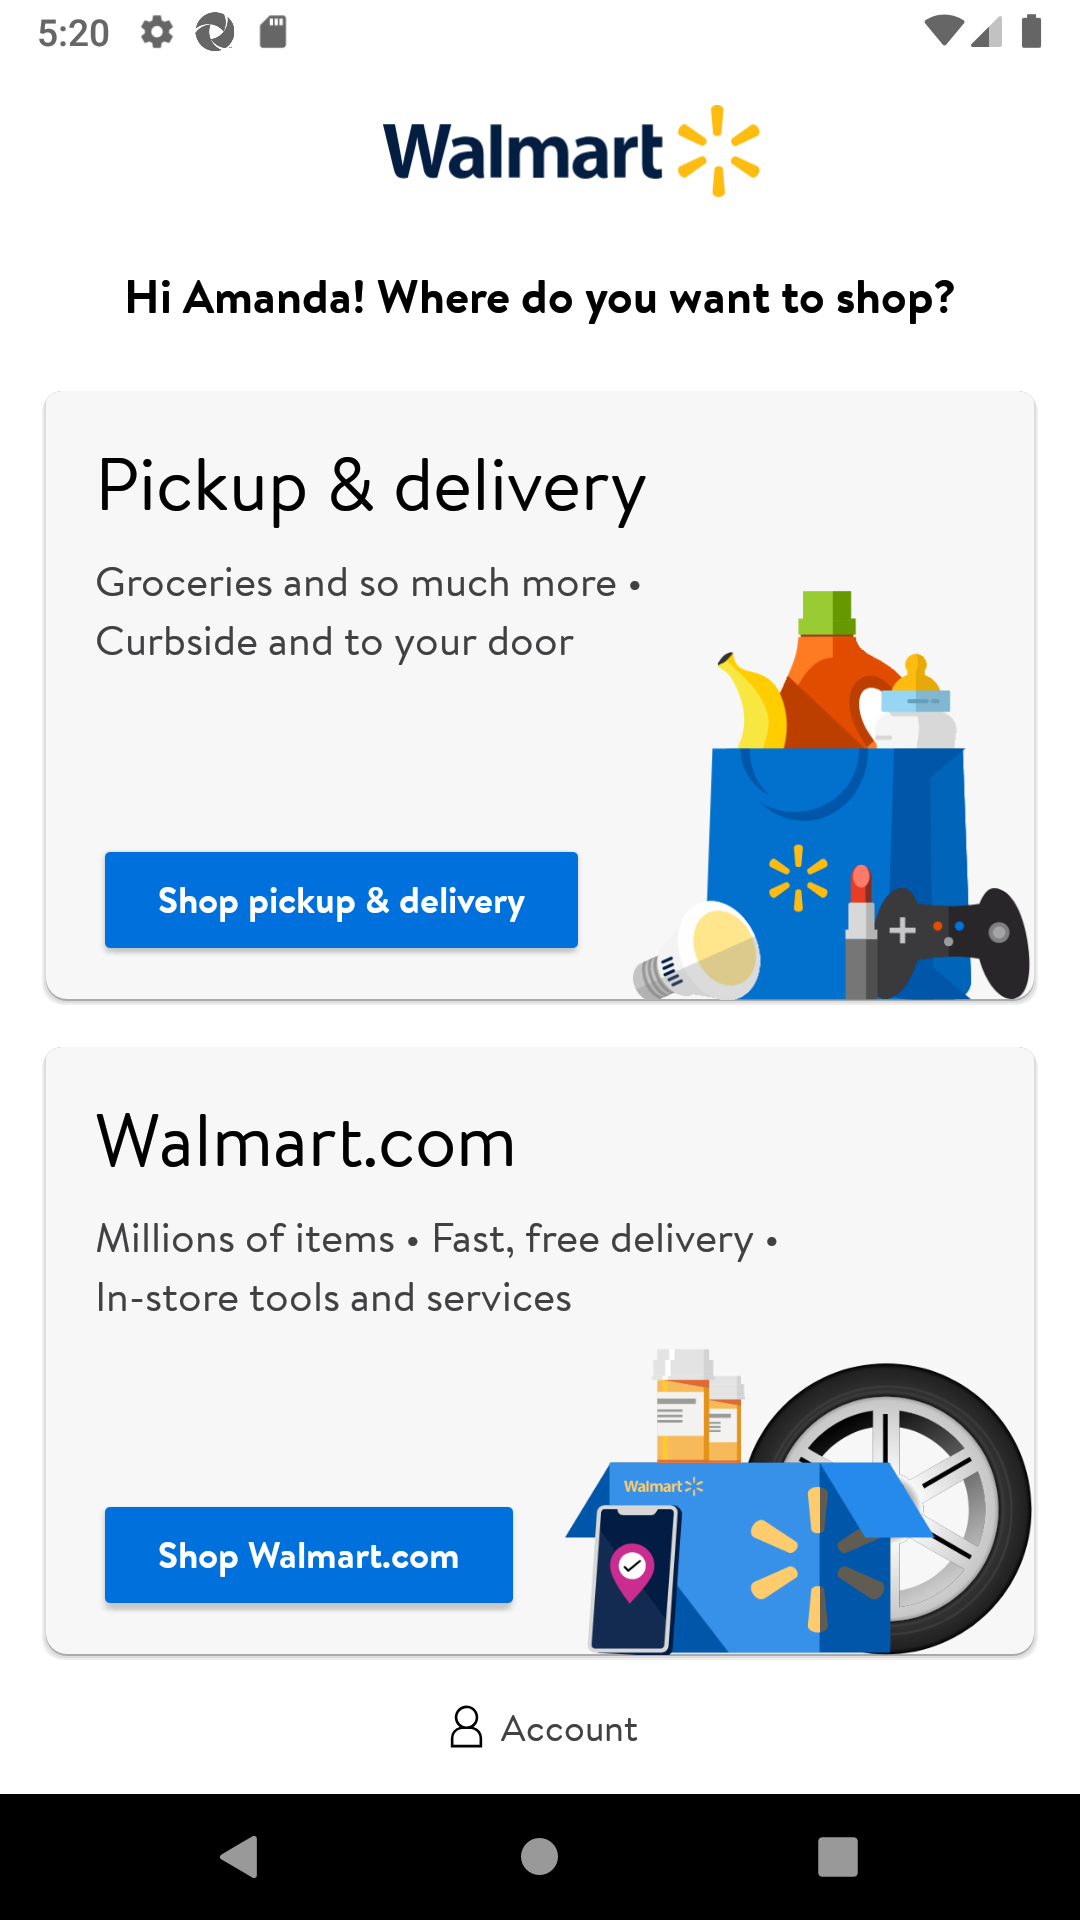 5:20
Walmart
Hi Amanda! Where do you want to shop?
Pickup & delivery
Groceries and so much more •
Curbside and to your door
Shop pickup & delivery
Walmart.com
Millions of items • Fast, free delivery •
In-store tools and services
Walmart
Shop Walmart.com
Account